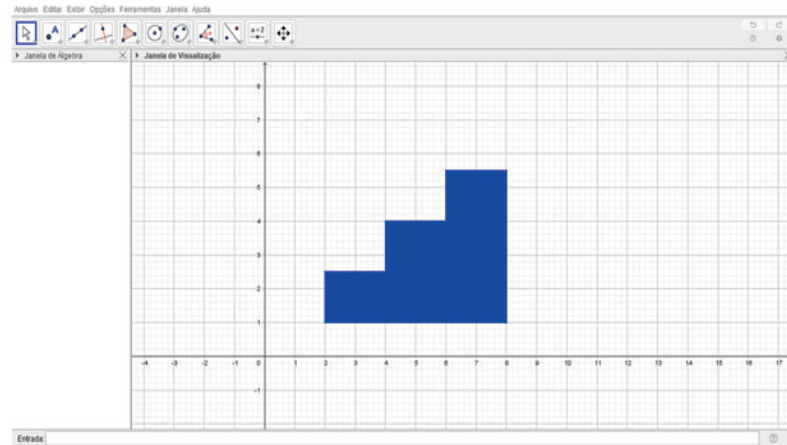 Arquivo Editar Exibir Opções Ferramentas Janela Ajuda
A a=2
Janela de Álgebra Janela de Visualização
9
8
7
6
5
4
3
2
1
-4 -3 -2 -1 0 1 2 3 4 5 6 7 8 9 10 11 12 13 14 15 16 17
-1
Entrada: